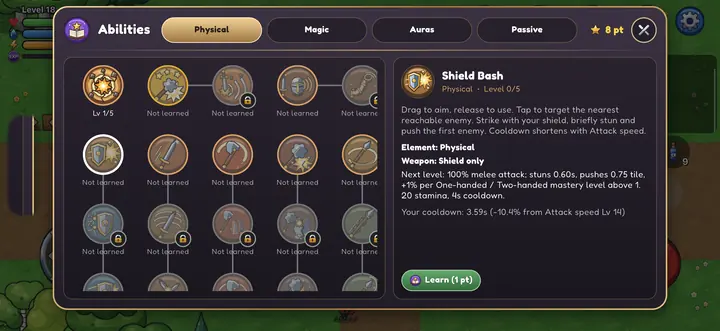 Level 18
Abilities
Physical
Magic
Auras
Passive
8 pt
Lv 1/5
Not learned
Not learned
Not learned
Not learned
Not learned
Not learned
Not learned
Not learned
Not learned
Not learned
Not learned
Not learned
Not learned
Not learned
Shield Bash
Physical • Level 0/5
Drag to aim, release to use. Tap to target the nearest
reachable enemy. Strike with your shield, briefly stun and
push the first enemy. Cooldown shortens with Attack speed.
Element: Physical
Weapon: Shield only
Next level: 100% melee attack; stuns 0.60s, pushes 0.75 tile,
+1% per One-handed / Two-handed mastery level above 1.
20 stamina, 4s cooldown.
Your cooldown: 3.59s (-10.4% from Attack speed Lv 14)
Learn (1 pt)
9